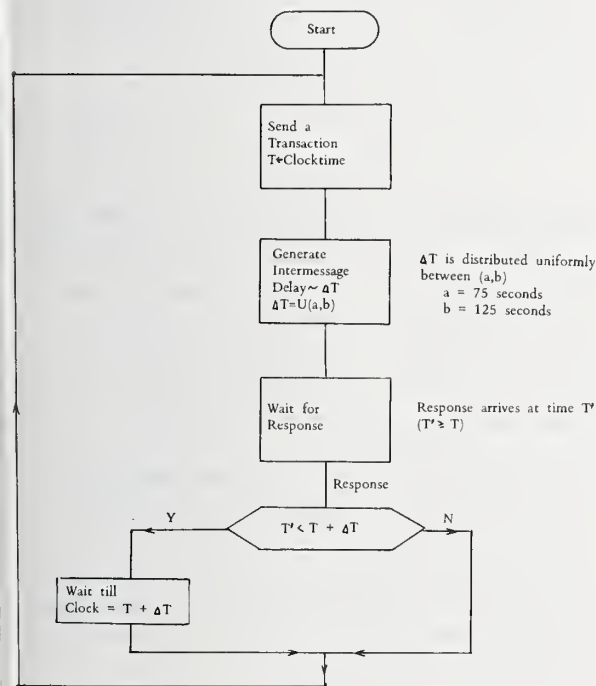 Start
Send a
Transaction
T←Clocktime
Generate
Intermessage
Delay~ ΔT
ΔT=U(a,b)
ΔT is distributed uniformly
between (a,b)
a = 75 seconds
b = 125 seconds
Wait for
Response
Response arrives at time T'
(T' ≥ T)
Response
Y
T' < T + ΔT
N
Wait till
Clock = T + ΔT